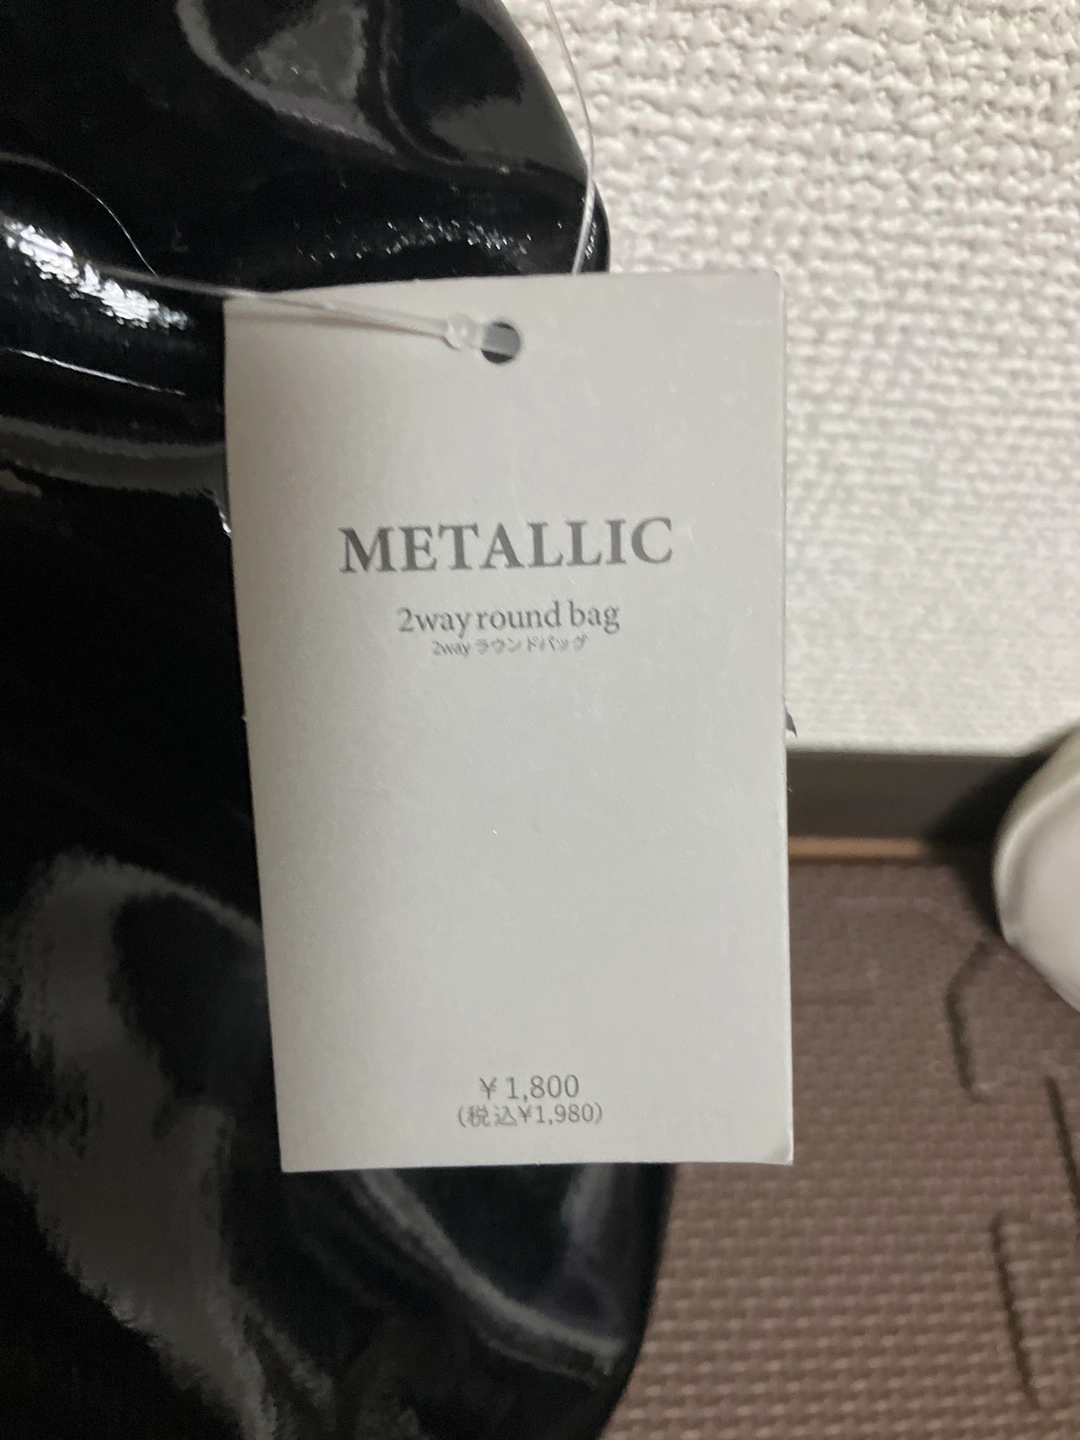 METALLIC
2way round bag
2way ラウンドバッグ
¥1,800
(税込¥1,980)